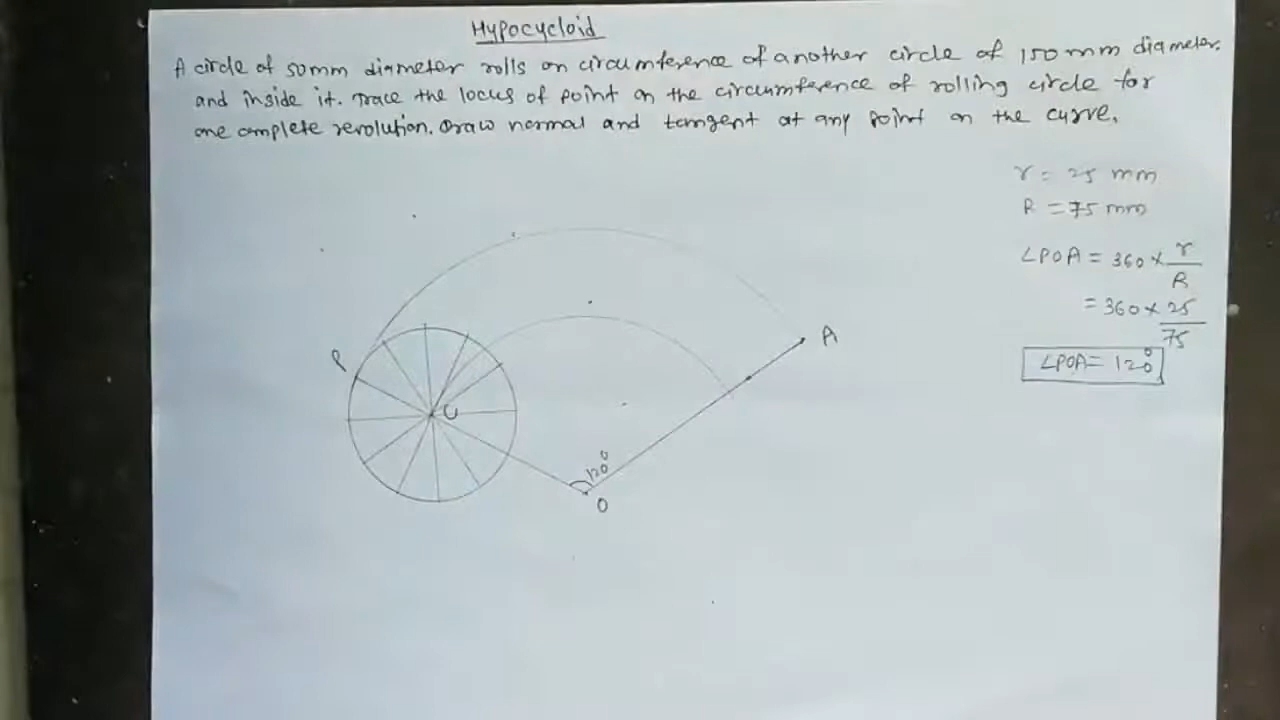 Hypocycloid
A circle of 50mm diameter rolls on circumference of another circle of 150mm diameter.
and inside it. Trace the locus of point on the circumference of rolling circle for
one complete revolution. Draw normal and tangent at any point on the curve.
r = 25 mm
R = 75 mm
∠POA = 360 × r/R
= 360 × 25/75
∠POA = 120°
P
A
C
120°
O